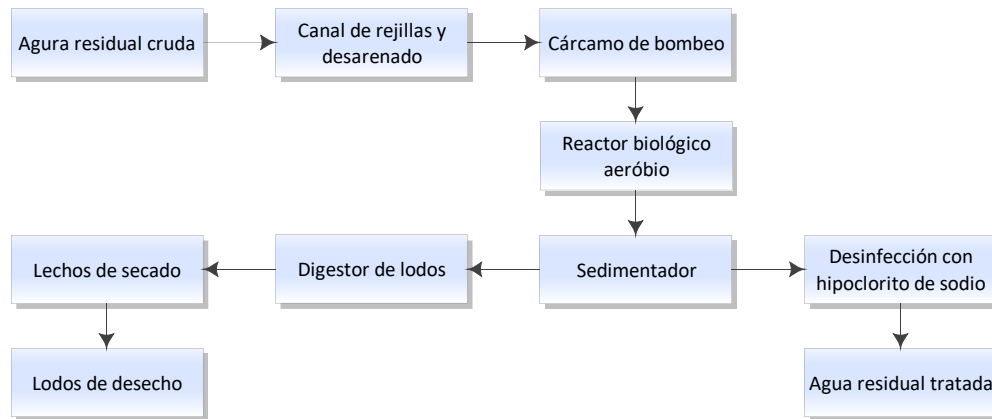 Agura residual cruda
Canal de rejillas y
desarenado
Cárcamo de bombeo
Reactor biológico
aeróbio
Lechos de secado
Digestor de lodos
Sedimentador
Desinfección con
hipoclorito de sodio
Lodos de desecho
Agua residual tratada